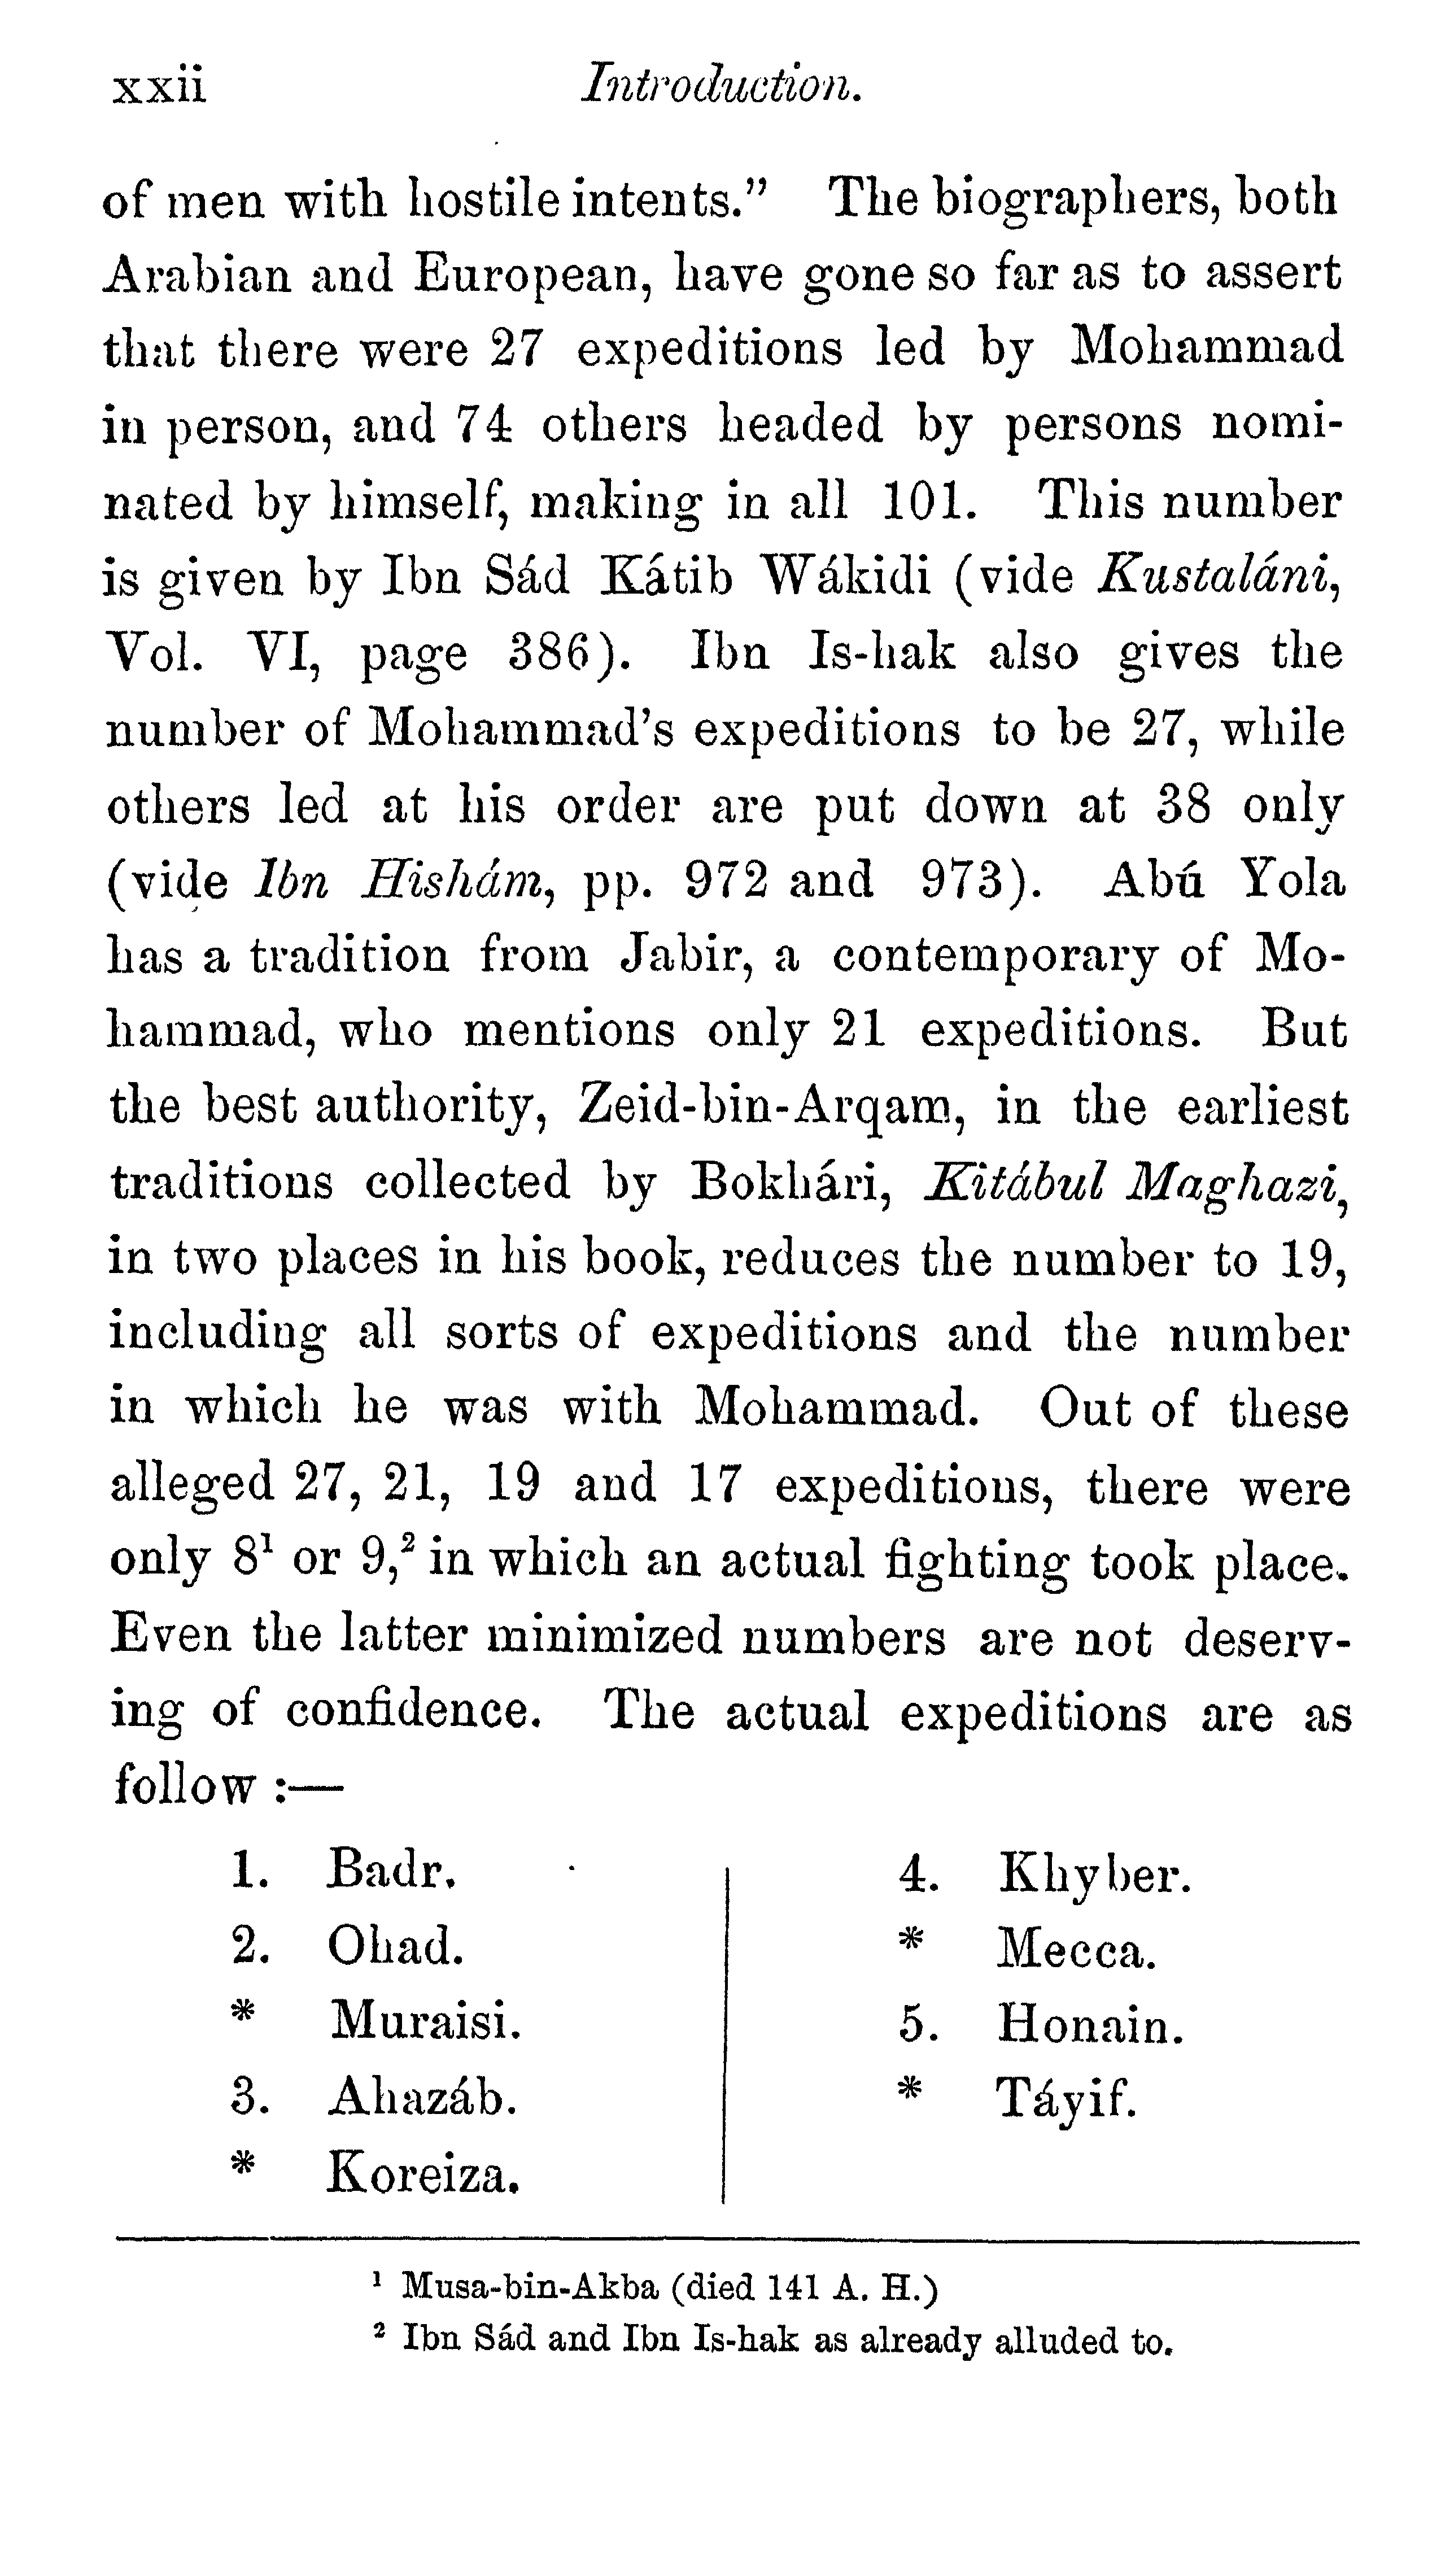 xxii Introduction.
of men with hostile intents.” The biographers, both
Arabian and European, have gone so far as to assert
that there were 27 expeditions led by Mohammad
in person, and 74 others headed by persons nomi-
nated by himself, making in all 101. This number
is given by Ibn Sád Kátib Wákidi (vide Kustaláni,
Vol. VI, page 386). Ibn Is-hak also gives the
number of Mohammad's expeditions to be 27, while
others led at his order are put down at 38 only
(vide Ibn Hishám, pp. 972 and 973). Abú Yola
has a tradition from Jabir, a contemporary of Mo-
hammad, who mentions only 21 expeditions. But
the best authority, Zeid-bin-Arqam, in the earliest
traditions collected by Bokhári, Kitábul Maghazi,
in two places in his book, reduces the number to 19,
including all sorts of expeditions and the number
in which he was with Mohammad. Out of these
alleged 27, 21, 19 and 17 expeditions, there were
only 8¹ or 9,² in which an actual fighting took place.
Even the latter minimized numbers are not deserv-
ing of confidence. The actual expeditions are as
follow :—
1. Badr.
2. Ohad.
* Muraisi.
3. Ahazáb.
* Koreiza.
4. Khyber.
* Mecca.
5. Honain.
* Táyif.
¹ Musa-bin-Akba (died 141 A. H.)
² Ibn Sád and Ibn Is-hak as already alluded to.